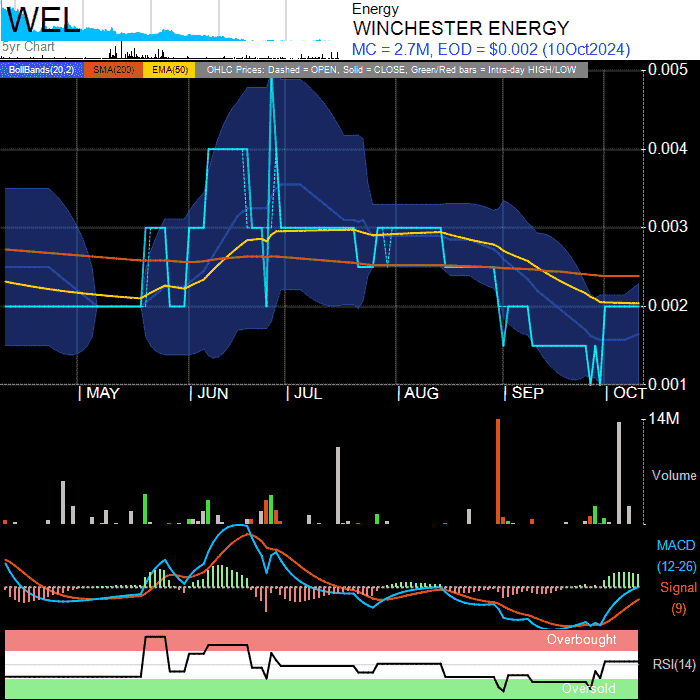 WEL
5yr Chart
Energy
WINCHESTER ENERGY
MC = 2.7M, EOD = $0.002 (10Oct2024)
BollBands(20,2) SMA(200) EMA(50) OHLC Prices: Dashed = OPEN, Solid = CLOSE, Green/Red bars = Intra-day HIGH/LOW
0.005
0.004
0.003
0.002
0.001
| MAY | JUN | JUL | AUG | SEP | OCT
14M
Volume
MACD
(12-26)
Signal
(9)
Overbought
RSI(14)
Oversold